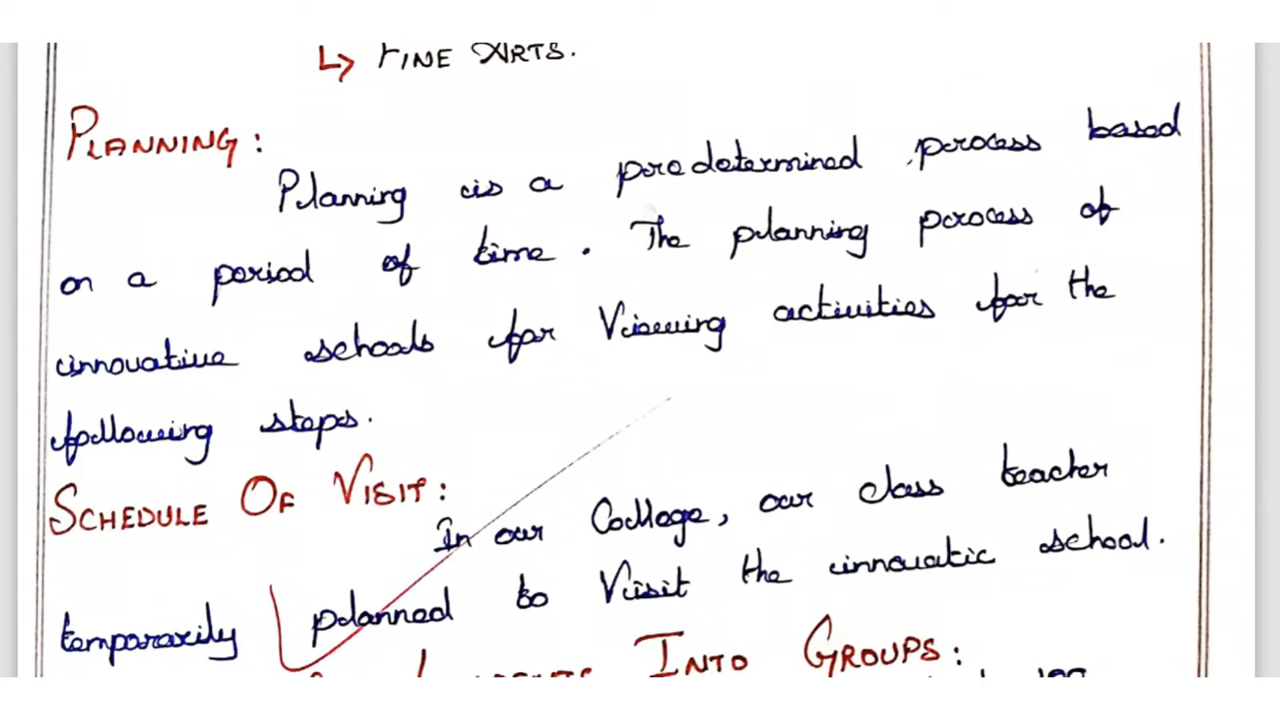 ↳ FINE ARTS.
PLANNING:
Planning is a predetermined process based
on a period of time. The planning process of
innovative schools for Viewing activities for the
following steps.
SCHEDULE OF VISIT:
In our College, our class teacher
temporarily planned to Visit the innovatic school.
INTO GROUPS: